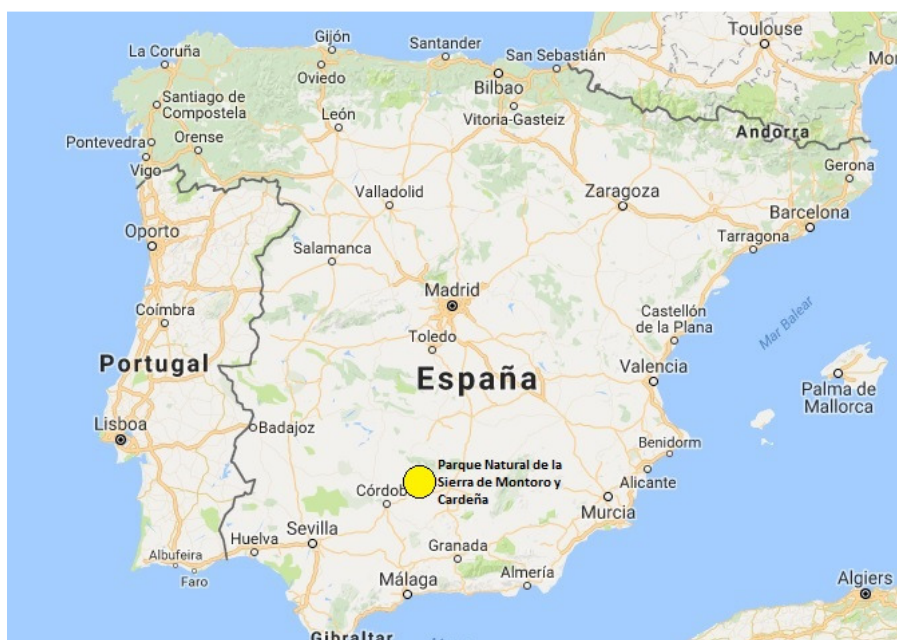 Toulouse
Gijón
La Coruña
Santander
San Sebastián
Mon
Oviedo
Bilbao
Santiago de
Compostela
León
Vitoria-Gasteiz
Andorra
Pontevedra
Orense
Vigo
Gerona
Valladolid
Zaragoza
Barcelona
Oporto
Tarragona
Salamanca
Madrid
Coímbra
Castellón
de la Plana
Mar Balear
Toledo
Portugal
España
Valencia
Palma de
Mallorca
Lisboa
Badajoz
Benidorm
Parque Natural de la
Sierra de Montoro y
Cardeña
Alicante
Córdob
Murcia
Sevilla
Huelva
Granada
Albufeira
Faro
Málaga
Almería
Algiers
Gibraltar